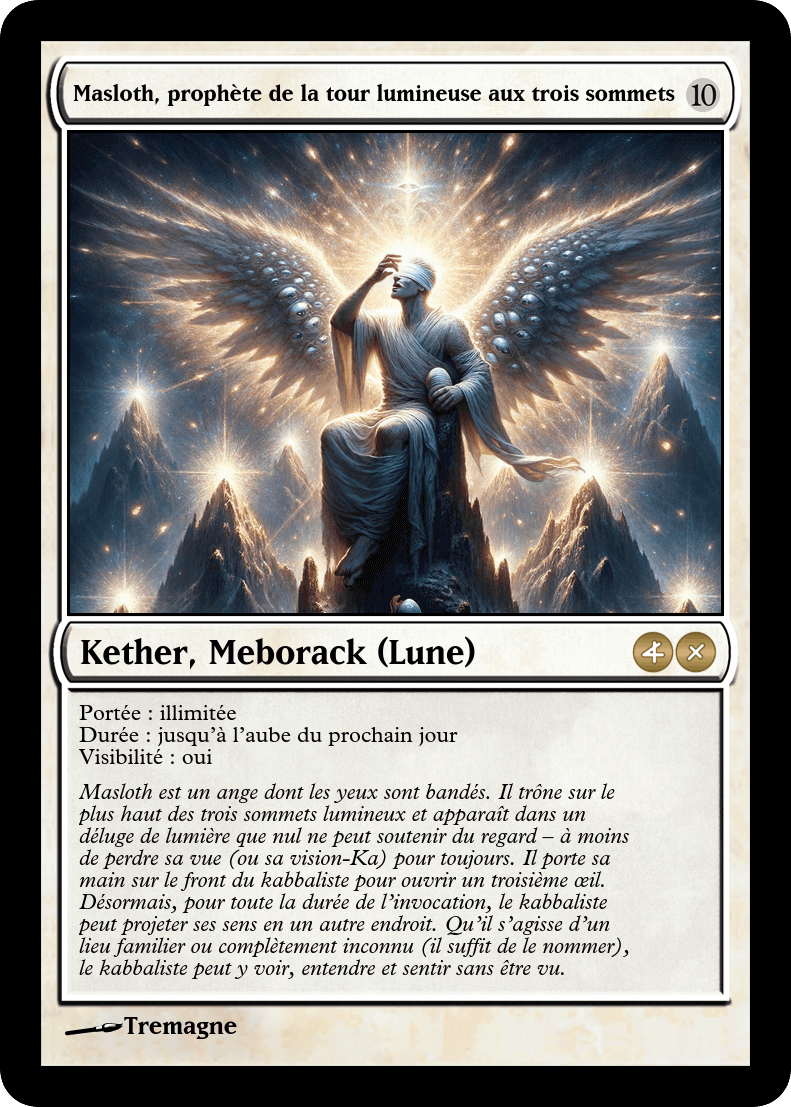 Masloth, prophète de la tour lumineuse aux trois sommets 10
Kether, Meborack (Lune)
Portée : illimitée
Durée : jusqu’à l’aube du prochain jour
Visibilité : oui
Masloth est un ange dont les yeux sont bandés. Il trône sur le
plus haut des trois sommets lumineux et apparaît dans un
déluge de lumière que nul ne peut soutenir du regard – à moins
de perdre sa vue (ou sa vision-Ka) pour toujours. Il porte sa
main sur le front du kabbaliste pour ouvrir un troisième œil.
Désormais, pour toute la durée de l’invocation, le kabbaliste
peut projeter ses sens en un autre endroit. Qu’il s’agisse d’un
lieu familier ou complètement inconnu (il suffit de le nommer),
le kabbaliste peut y voir, entendre et sentir sans être vu.
Tremagne